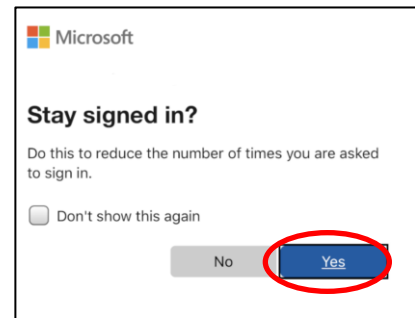 Microsoft
Stay signed in?
Do this to reduce the number of times you are asked
to sign in.
Don't show this again
No
Yes